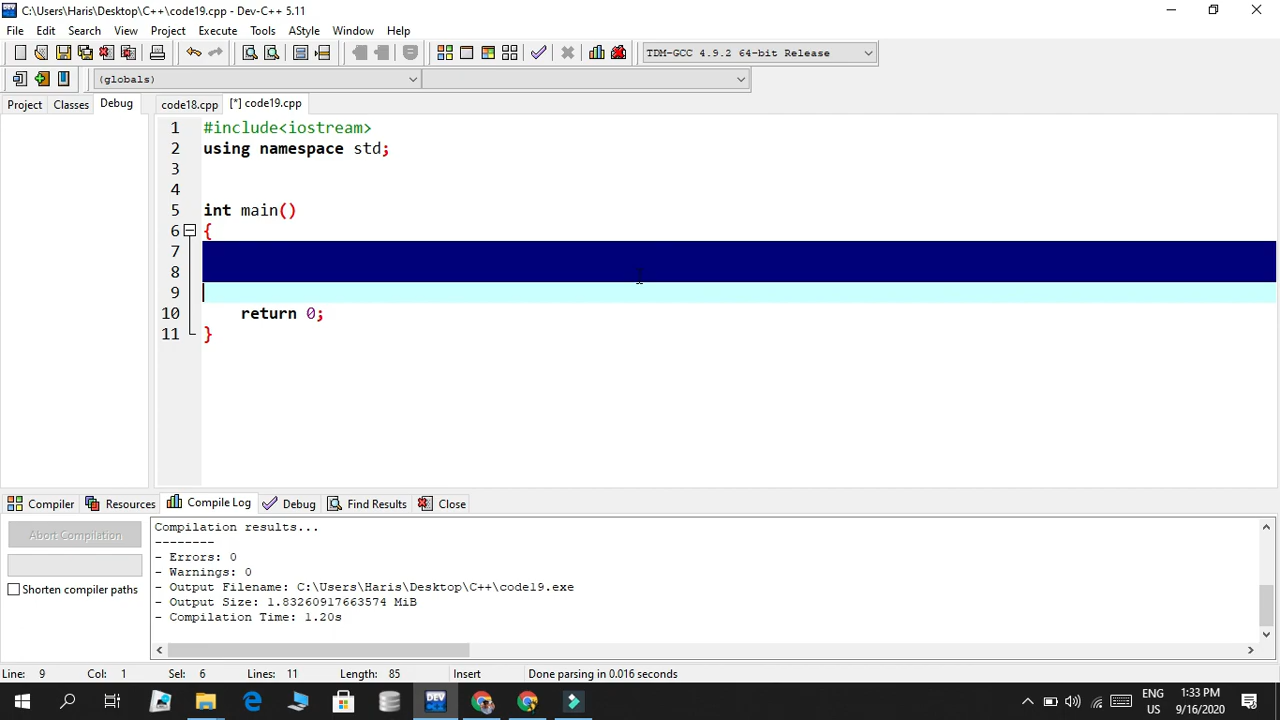 C:\Users\Haris\Desktop\C++\code19.cpp - Dev-C++ 5.11
File Edit Search View Project Execute Tools AStyle Window Help
TDM-GCC 4.9.2 64-bit Release
(globals)
Project Classes Debug code18.cpp [*] code19.cpp
1 #include<iostream>
2 using namespace std;
3
4
5 int main()
6 {
7
8
9
10 return 0;
11 }
Compiler Resources Compile Log Debug Find Results Close
Abort Compilation
Shorten compiler paths
Compilation results...
--------
- Errors: 0
- Warnings: 0
- Output Filename: C:\Users\Haris\Desktop\C++\code19.exe
- Output Size: 1.83260917663574 MiB
- Compilation Time: 1.20s
Line: 9 Col: 1 Sel: 6 Lines: 11 Length: 85 Insert Done parsing in 0.016 seconds
DEV
ENG
US
1:33 PM
9/16/2020